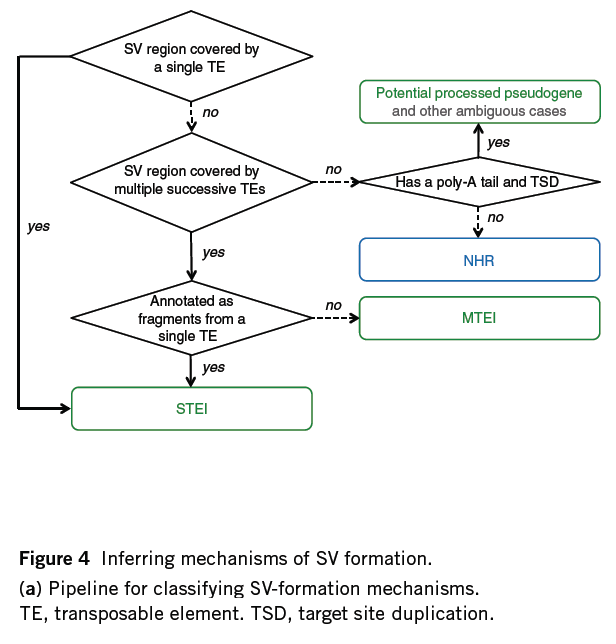 SV region covered by
a single TE
no
yes
SV region covered by
multiple successive TEs
no
Has a poly-A tail and TSD
yes
Potential processed pseudogene
and other ambiguous cases
no
NHR
yes
Annotated as
fragments from a
single TE
no
MTEI
yes
STEI
Figure 4 Inferring mechanisms of SV formation.
(a) Pipeline for classifying SV-formation mechanisms.
TE, transposable element. TSD, target site duplication.